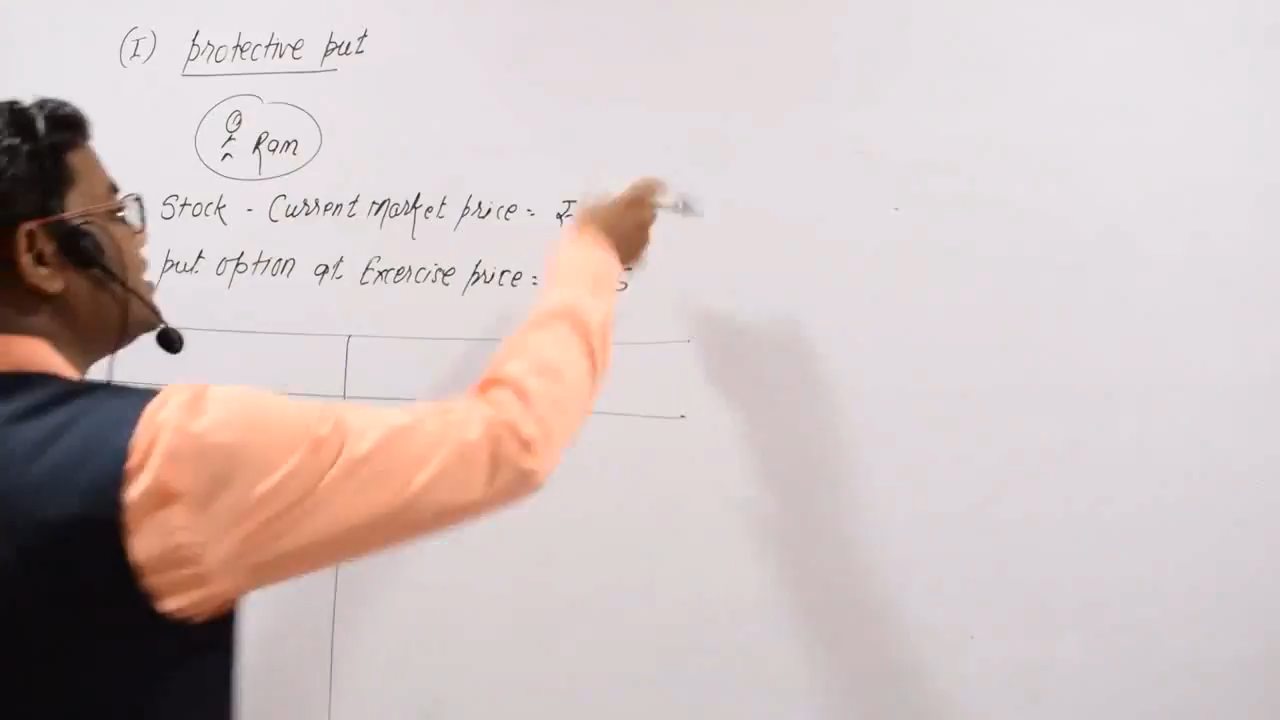 (I) protective put
Ram
Stock - Current market price = ₹
put option at Excercise price =